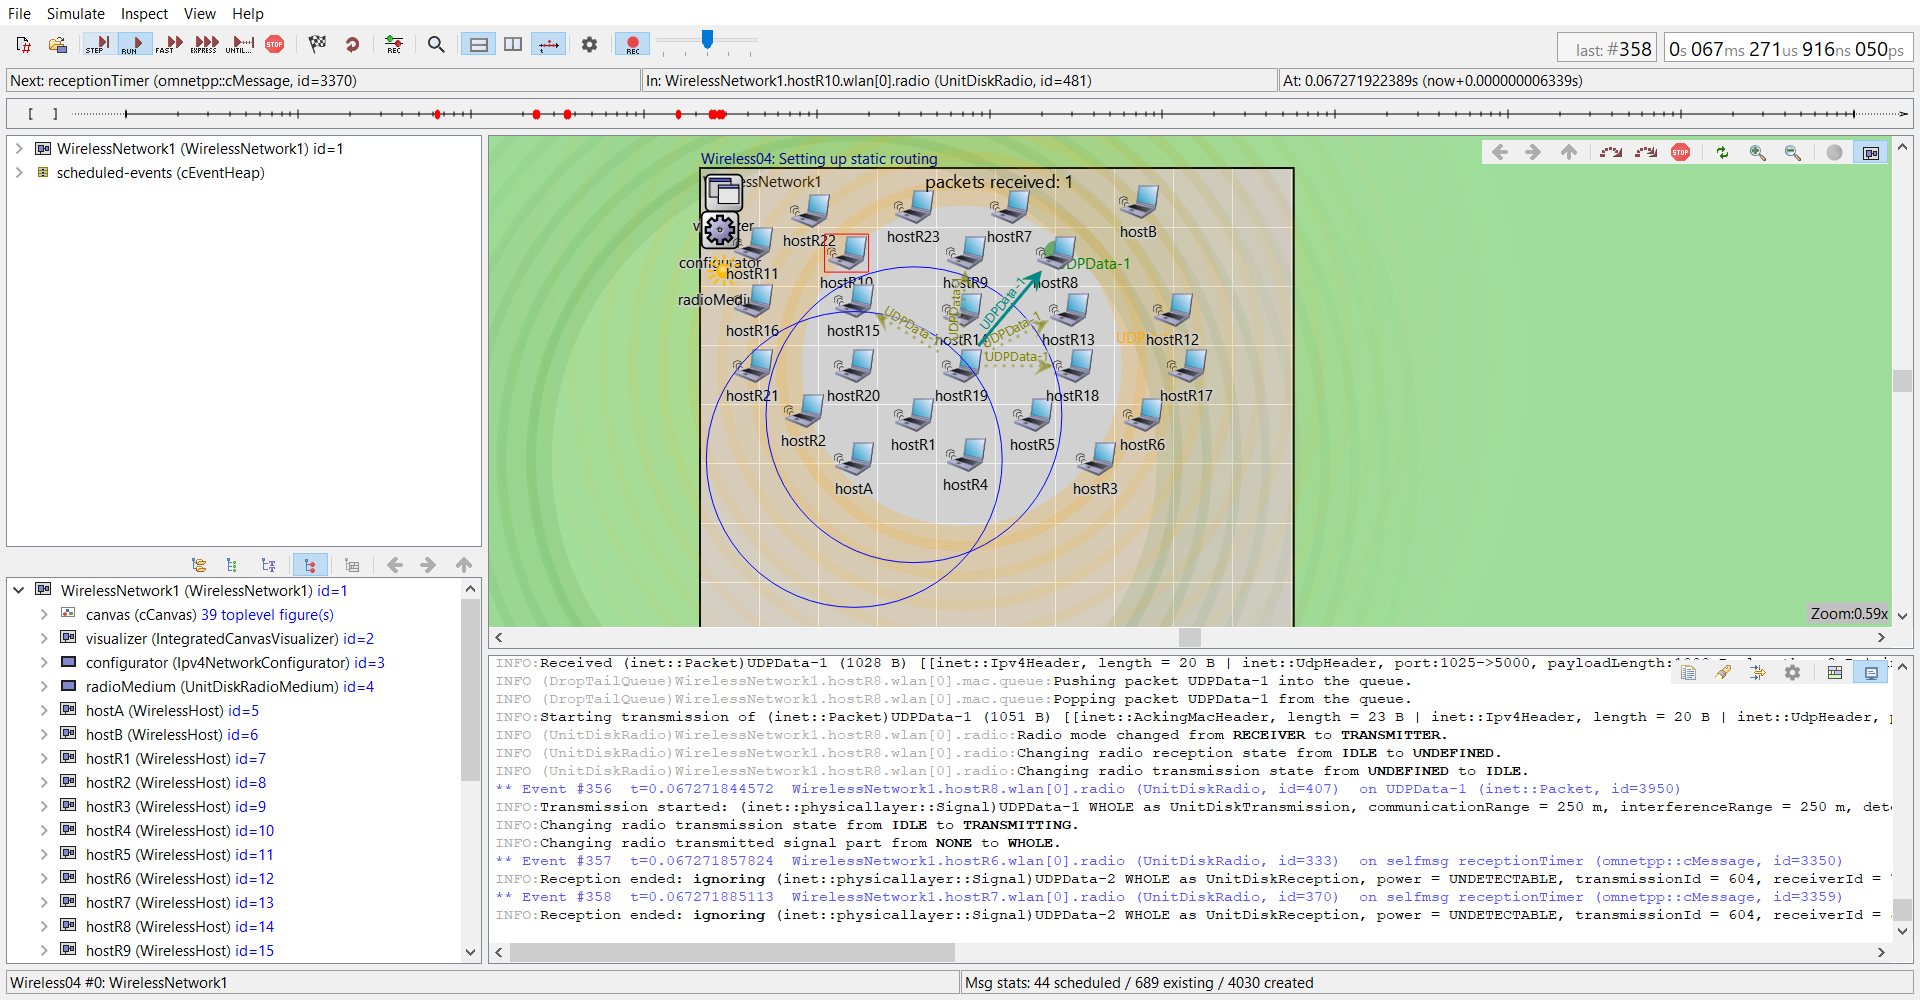 File Simulate Inspect View Help
STEP RUN FAST EXPRESS UNTIL... STOP REC REC
last: #358 0s 067ms 271us 916ns 050ps
Next: receptionTimer (omnetpp::cMessage, id=3370) In: WirelessNetwork1.hostR10.wlan[0].radio (UnitDiskRadio, id=481) At: 0.067271922389s (now+0.000000006339s)
[ ]
WirelessNetwork1 (WirelessNetwork1) id=1
scheduled-events (cEventHeap)
WirelessNetwork1 (WirelessNetwork1) id=1
canvas (cCanvas) 39 toplevel figure(s)
visualizer (IntegratedCanvasVisualizer) id=2
configurator (Ipv4NetworkConfigurator) id=3
radioMedium (UnitDiskRadioMedium) id=4
hostA (WirelessHost) id=5
hostB (WirelessHost) id=6
hostR1 (WirelessHost) id=7
hostR2 (WirelessHost) id=8
hostR3 (WirelessHost) id=9
hostR4 (WirelessHost) id=10
hostR5 (WirelessHost) id=11
hostR6 (WirelessHost) id=12
hostR7 (WirelessHost) id=13
hostR8 (WirelessHost) id=14
hostR9 (WirelessHost) id=15
Wireless04: Setting up static routing
STOP
packets received: 1
hostB
hostR22 hostR23 hostR7
configurator
hostR11
UDPData-1
hostR10 hostR9 hostR8
UDPData-1
UDPData-1
UDPData-1
hostR16 hostR15 hostR13 hostR12
UDPData-1
hostR21 hostR20 hostR19 hostR18 hostR17
hostR2 hostR1 hostR5 hostR6
hostA hostR4 hostR3
Zoom:0.59x
INFO:Received (inet::Packet)UDPData-1 (1028 B) [[inet::Ipv4Header, length = 20 B | inet::UdpHeader, port:1025->5000,
INFO (DropTailQueue)WirelessNetwork1.hostR8.wlan[0].mac.queue:Pushing packet UDPData-1 into the queue.
INFO (DropTailQueue)WirelessNetwork1.hostR8.wlan[0].mac.queue:Popping packet UDPData-1 from the queue.
INFO:Starting transmission of (inet::Packet)UDPData-1 (1051 B) [[inet::AckingMacHeader, length = 23 B | inet::Ipv4Header, length = 20 B | inet::UdpHeader,
INFO (UnitDiskRadio)WirelessNetwork1.hostR8.wlan[0].radio:Radio mode changed from RECEIVER to TRANSMITTER.
INFO (UnitDiskRadio)WirelessNetwork1.hostR8.wlan[0].radio:Changing radio reception state from IDLE to UNDEFINED.
INFO (UnitDiskRadio)WirelessNetwork1.hostR8.wlan[0].radio:Changing radio transmission state from UNDEFINED to IDLE.
** Event #356 t=0.067271844572 WirelessNetwork1.hostR8.wlan[0].radio (UnitDiskRadio, id=407) on UDPData-1 (inet::Packet, id=3950)
INFO:Transmission started: (inet::physicallayer::Signal)UDPData-1 WHOLE as UnitDiskTransmission, communicationRange = 250 m, interferenceRange = 250 m,
INFO:Changing radio transmission state from IDLE to TRANSMITTING.
INFO:Changing radio transmitted signal part from NONE to WHOLE.
** Event #357 t=0.067271857824 WirelessNetwork1.hostR6.wlan[0].radio (UnitDiskRadio, id=333) on selfmsg receptionTimer (omnetpp::cMessage, id=3350)
INFO:Reception ended: ignoring (inet::physicallayer::Signal)UDPData-2 WHOLE as UnitDiskReception, power = UNDETECTABLE, transmissionId = 604, receiverId =
** Event #358 t=0.067271885113 WirelessNetwork1.hostR7.wlan[0].radio (UnitDiskRadio, id=370) on selfmsg receptionTimer (omnetpp::cMessage, id=3359)
INFO:Reception ended: ignoring (inet::physicallayer::Signal)UDPData-2 WHOLE as UnitDiskReception, power = UNDETECTABLE, transmissionId = 604, receiverId =
Wireless04 #0: WirelessNetwork1 Msg stats: 44 scheduled / 689 existing / 4030 created